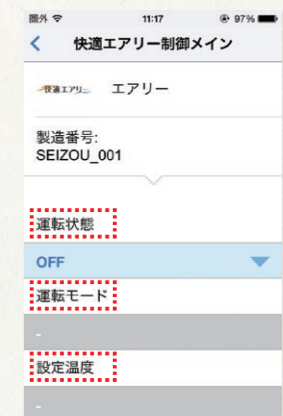 圏外 11:17 97%
快適エアリー制御メイン
快適エアリー エアリー
製造番号:
SEIZOU_001
運転状態
OFF
運転モード
-
設定温度
-